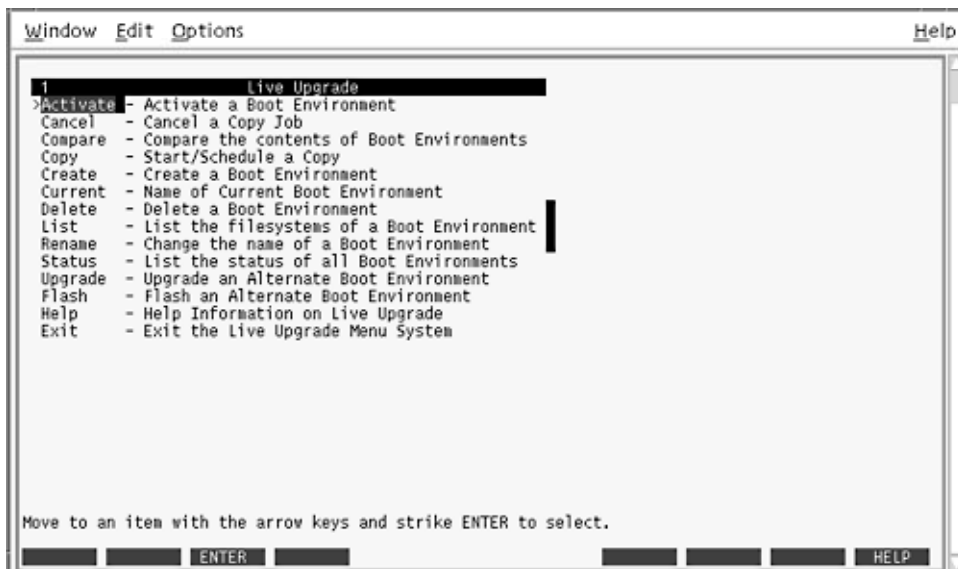 Window Edit Options Help
1 Live Upgrade
>Activate - Activate a Boot Environment
Cancel - Cancel a Copy Job
Compare - Compare the contents of Boot Environments
Copy - Start/Schedule a Copy
Create - Create a Boot Environment
Current - Name of Current Boot Environment
Delete - Delete a Boot Environment
List - List the filesystems of a Boot Environment
Rename - Change the name of a Boot Environment
Status - List the status of all Boot Environments
Upgrade - Upgrade an Alternate Boot Environment
Flash - Flash an Alternate Boot Environment
Help - Help Information on Live Upgrade
Exit - Exit the Live Upgrade Menu System
Move to an item with the arrow keys and strike ENTER to select.
ENTER HELP